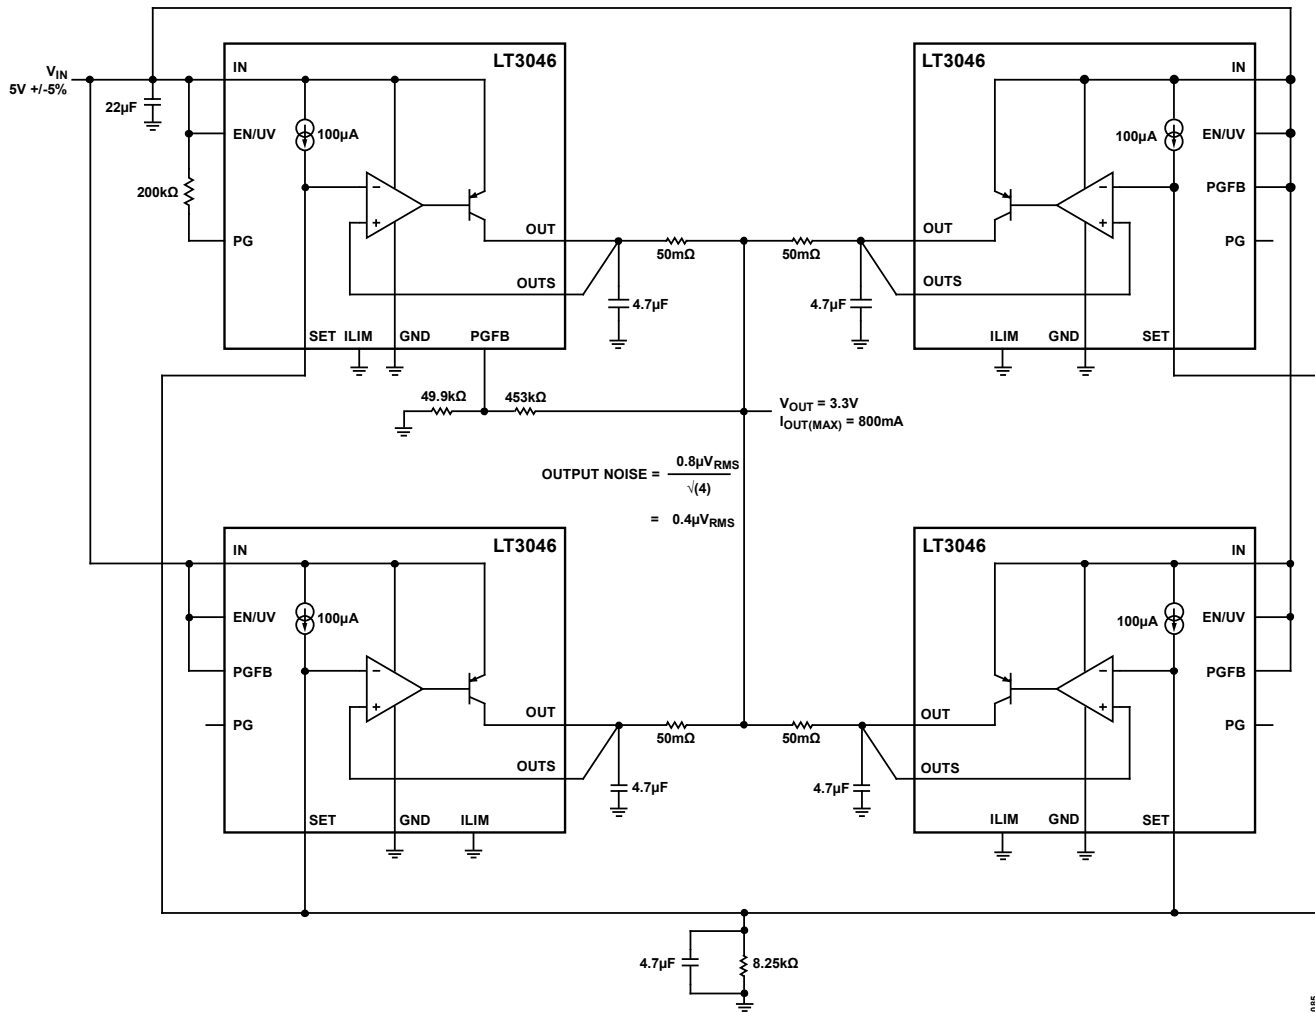 LT3046
LT3046
IN
IN
VIN
5V +/-5%
22µF
EN/UV
100µA
100µA
EN/UV
200kΩ
–
+
–
+
PGFB
PG
OUT
OUT
PG
50mΩ
50mΩ
OUTS
OUTS
4.7µF
4.7µF
SET
ILIM
GND
PGFB
ILIM
GND
SET
49.9kΩ
453kΩ
VOUT = 3.3V
IOUT(MAX) = 800mA
OUTPUT NOISE = 0.8µVRMS
√(4)
= 0.4µVRMS
LT3046
LT3046
IN
IN
EN/UV
100µA
100µA
EN/UV
PGFB
–
+
–
+
PGFB
PG
OUT
OUT
PG
50mΩ
50mΩ
OUTS
OUTS
4.7µF
4.7µF
SET
GND
ILIM
ILIM
GND
SET
4.7µF
8.25kΩ